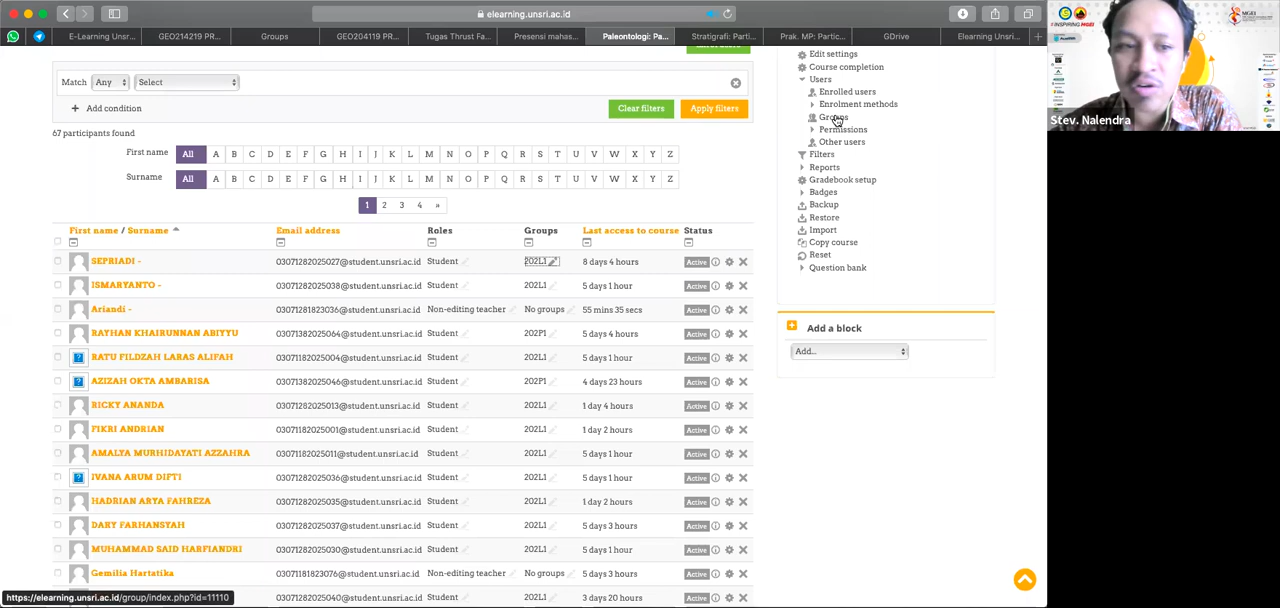 elearning.unsri.ac.id
E-Learning Uns...
GEO214219 PR...
Groups
Tugas Thrust Fa...
Presensi mahas...
Paleontologi: Pa...
Stratigrafi: Parti...
Prak. MP: Partic...
GDrive
Elearning Unsri...
Match Any Select
Add condition
Clear filters
Apply filters
67 participants found
First name All A B C D E F G H I J K L M N O P Q R S T U V W X Y Z
Surname All A B C D E F G H I J K L M N O P Q R S T U V W X Y Z
1 2 3 4 »
First name / Surname Email address Roles Groups Last access to course Status
SEPRIADI - 03071282025027@student.unsri.ac.id Student 202L1 8 days 4 hours Active
ISMARYANTO - 03071282025038@student.unsri.ac.id Student 202L1 5 days 1 hour Active
Ariandi - 03071281823036@student.unsri.ac.id Non-editing teacher No groups 55 mins 35 secs Active
RAYHAN KHAIRUNNAN ABIYYU 03071382025064@student.unsri.ac.id Student 202P1 5 days 4 hours Active
RATU FILDZAH LARAS ALIFAH 03071182025004@student.unsri.ac.id Student 202L1 5 days 1 hour Active
AZIZAH OKTA AMBARISA 03071382025046@student.unsri.ac.id Student 202P1 4 days 23 hours Active
RICKY ANANDA 03071182025013@student.unsri.ac.id Student 202L1 1 day 4 hours Active
FIKRI ANDRIAN 03071282025001@student.unsri.ac.id Student 202L1 1 day 2 hours Active
AMALYA MURHIDAYATI AZZAHRA 03071182025011@student.unsri.ac.id Student 202L1 5 days 1 hour Active
IVANA ARUM DIFTI 03071282025036@student.unsri.ac.id Student 202L1 5 days 1 hour Active
HADRIAN ARYA FAHREZA 03071282025035@student.unsri.ac.id Student 202L1 1 day 2 hours Active
DAFY FARHANSYAH 03071282025037@student.unsri.ac.id Student 202L1 5 days 3 hours Active
MUHAMMAD SAID HARFIANDRI 03071282025030@student.unsri.ac.id Student 202L1 5 days 1 hour Active
Gemilia Hartatika 03071181823076@student.unsri.ac.id Non-editing teacher No groups 5 days 3 hours Active
Student 202L1 3 days 20 hours Active
https://elearning.unsri.ac.id/group/index.php?id=11110
Edit settings
Course completion
Users
Enrolled users
Enrolment methods
Groups
Permissions
Other users
Filters
Reports
Gradebook setup
Badges
Backup
Restore
Import
Copy course
Reset
Question bank
Add a block
Add...
#INSPIRING MGEI
Stev. Nalendra